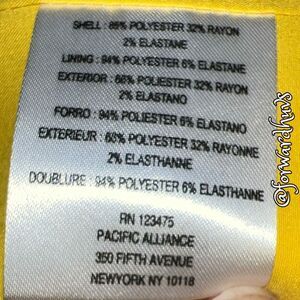 SHELL : 66% POLYESTER 32% RAYON
2% ELASTANE
LINING : 94% POLYESTER 6% ELASTANE
EXTERIOR : 66% POLIESTER 32% RAYON
2% ELASTANO
FORRO : 94% POLIESTER 6% ELASTANO
EXTERIEUR : 66% POLYESTER 32% RAYONNE
2% ELASTHANNE
DOUBLURE : 94% POLYESTER 6% ELASTHANNE
RN 123475
PACIFIC ALLIANCE
350 FIFTH AVENUE
NEWYORK NY 10118
@forwardhuvs